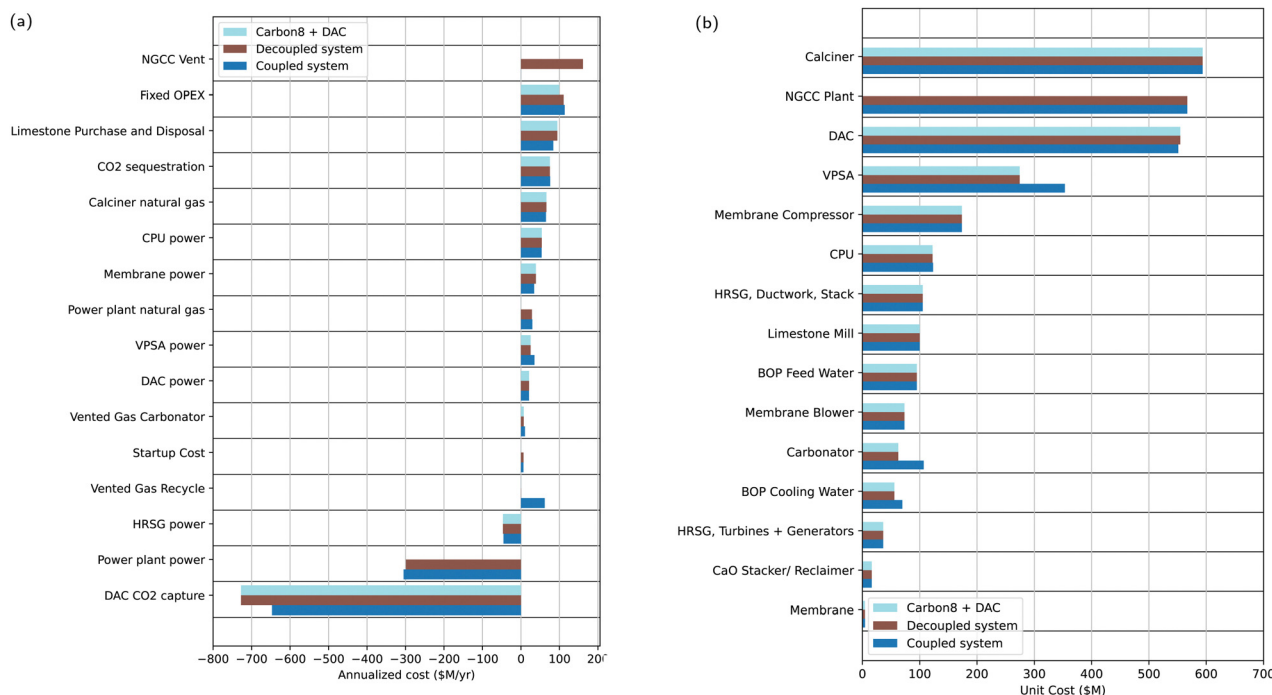 (a)
Carbon8 + DAC
Decoupled system
Coupled system
NGCC Vent
Fixed OPEX
Limestone Purchase and Disposal
CO2 sequestration
Calciner natural gas
CPU power
Membrane power
Power plant natural gas
VPSA power
DAC power
Vented Gas Carbonator
Startup Cost
Vented Gas Recycle
HRSG power
Power plant power
DAC CO2 capture
−800 −700 −600 −500 −400 −300 −200 −100 0 100 200
Annualized cost ($M/yr)
(b)
Calciner
NGCC Plant
DAC
VPSA
Membrane Compressor
CPU
HRSG, Ductwork, Stack
Limestone Mill
BOP Feed Water
Membrane Blower
Carbonator
BOP Cooling Water
HRSG, Turbines + Generators
CaO Stacker/ Reclaimer
Membrane
Carbon8 + DAC
Decoupled system
Coupled system
0 100 200 300 400 500 600 700
Unit Cost ($M)